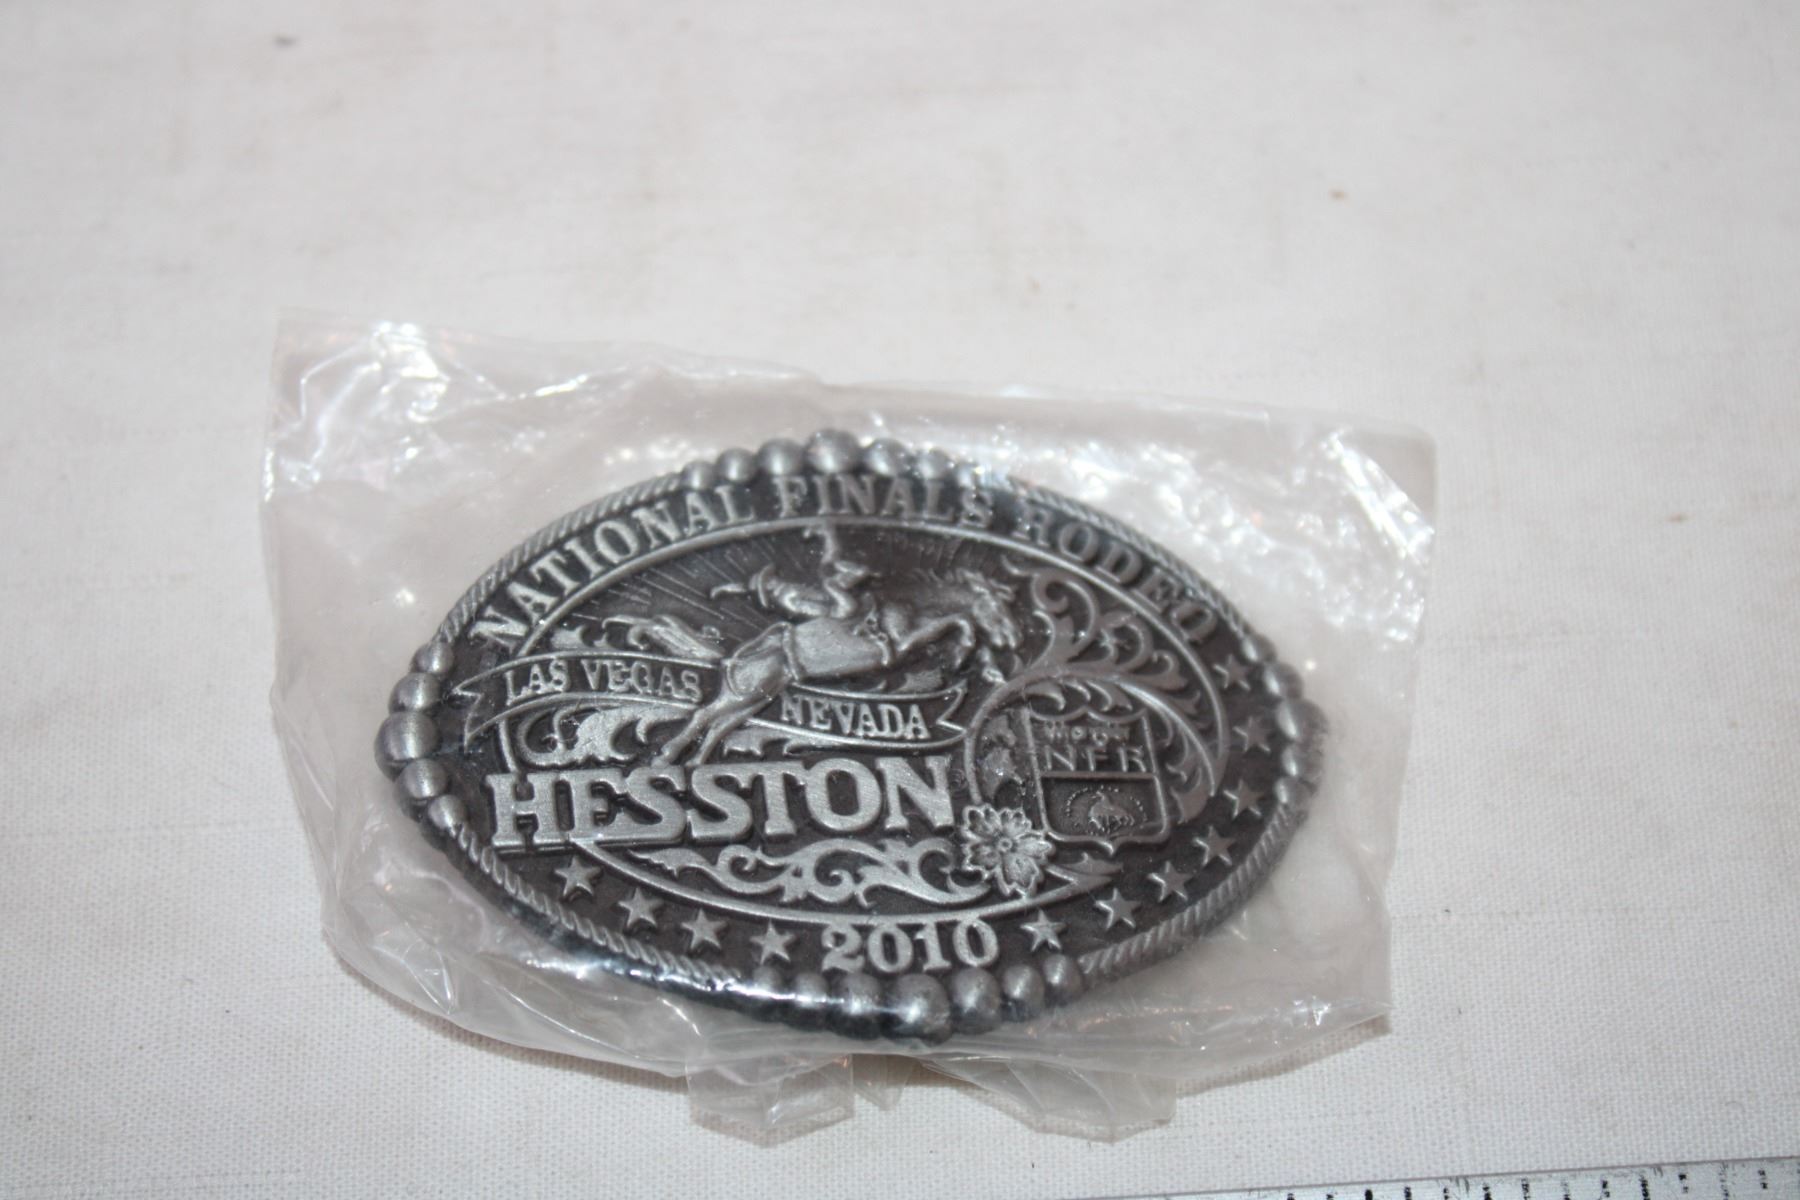 NATIONAL FINALS RODEO
LAS VEGAS
NEVADA
HESSTON
NFR
2010